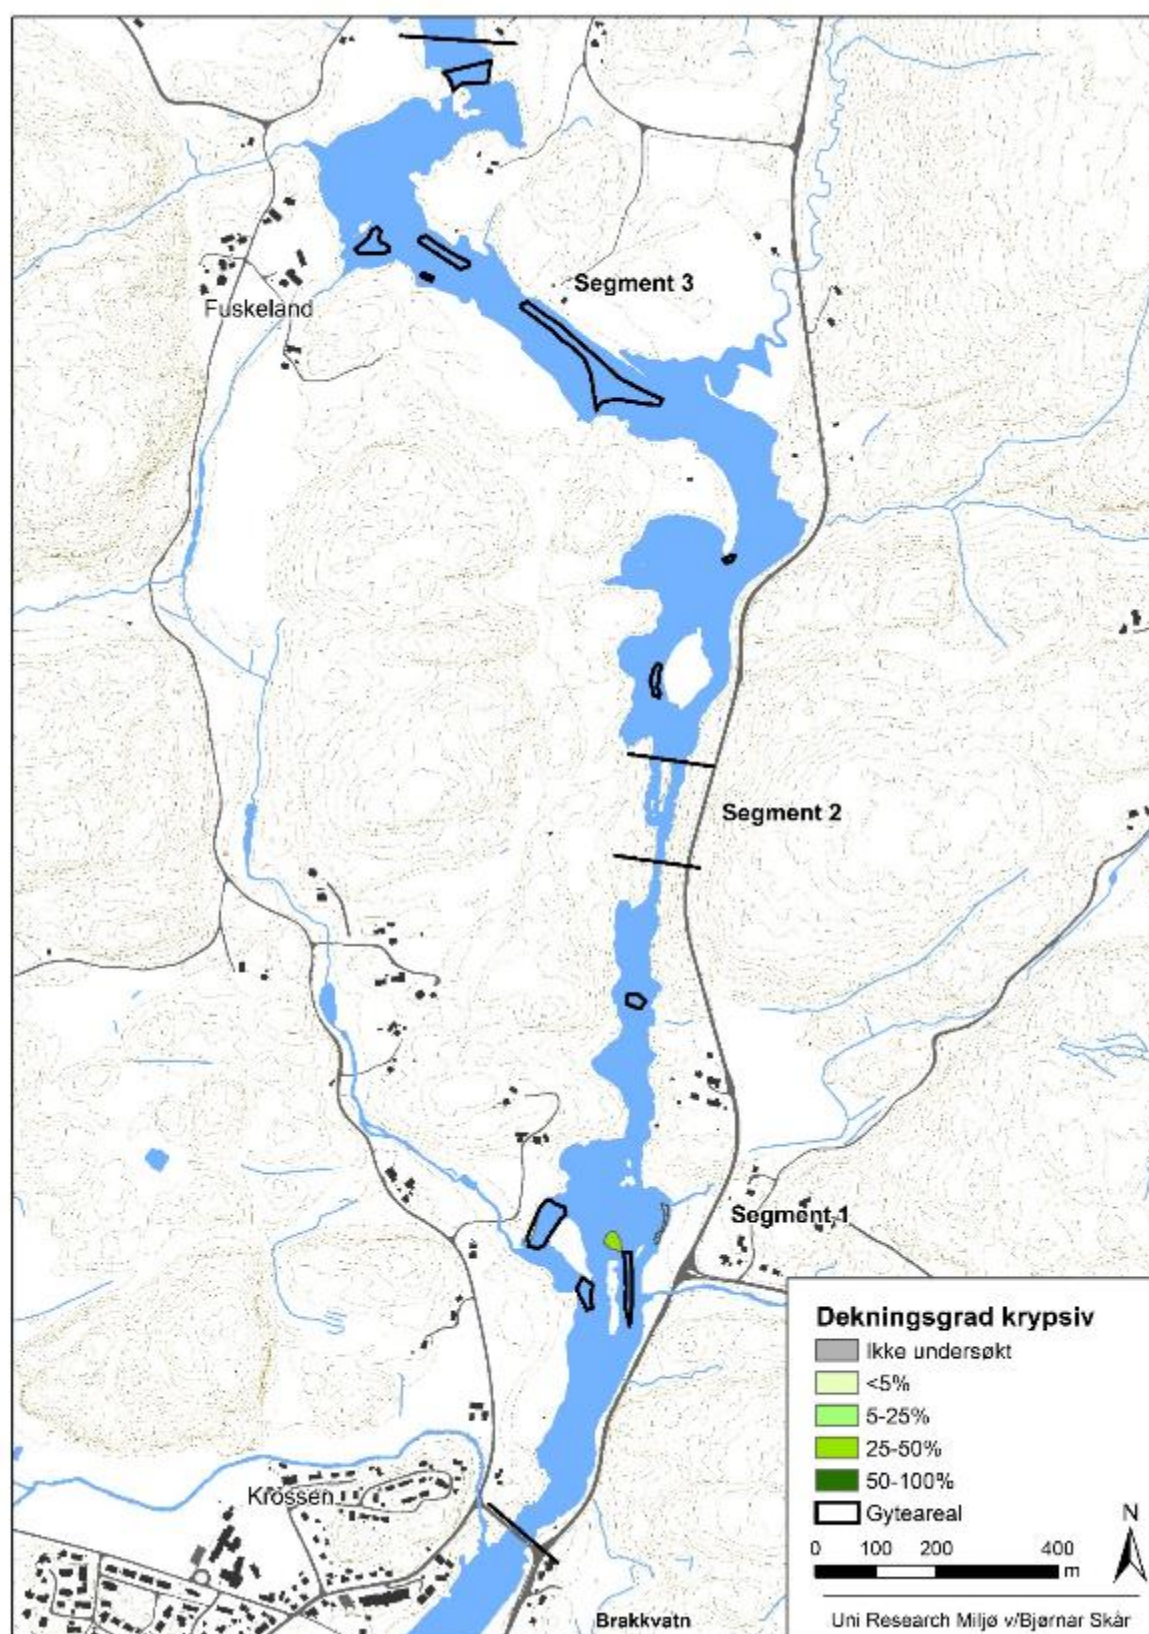 Segment 3
Fuskeland
Segment 2
Segment 1
Krossen
Brakkvatn
Dekningsgrad krypsiv
Ikke undersøkt
<5%
5-25%
25-50%
50-100%
Gyteareal
N
0 100 200 400
m
Uni Research Miljø v/Bjørnar Skår